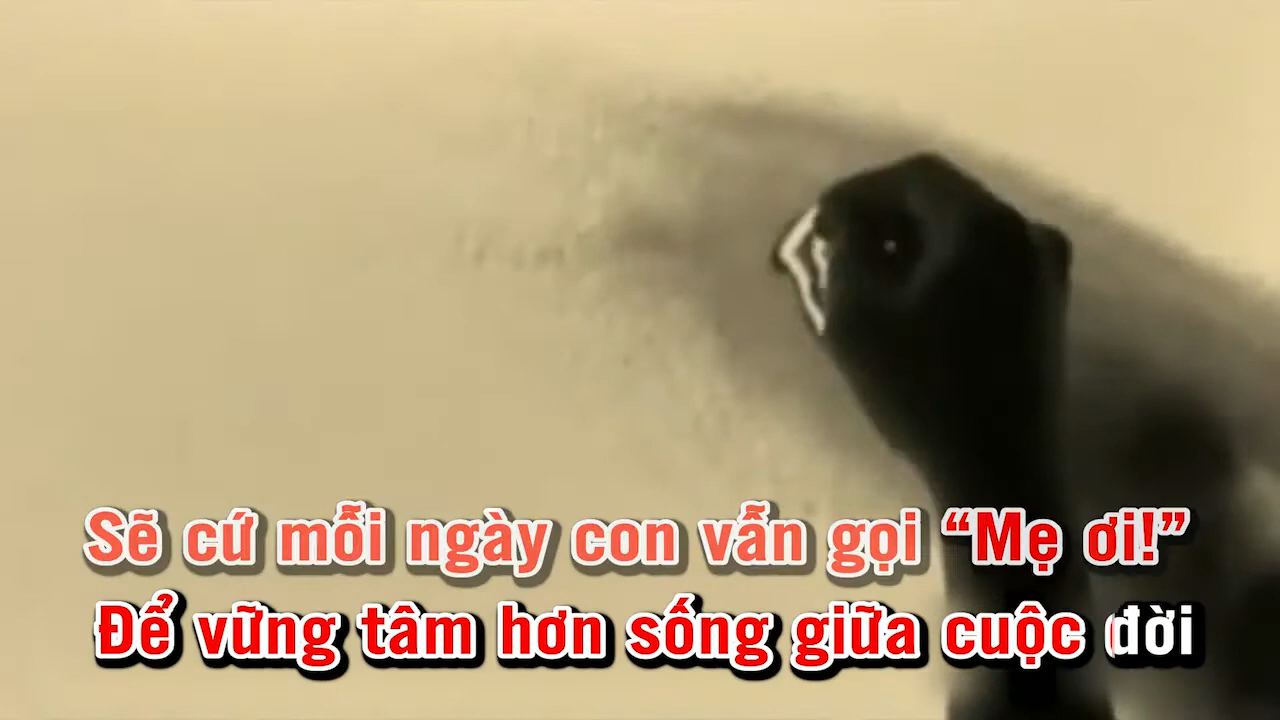 Sẽ cứ mỗi ngày con vẫn gọi “Mẹ ơi!”
Để vững tâm hơn sống giữa cuộc đời